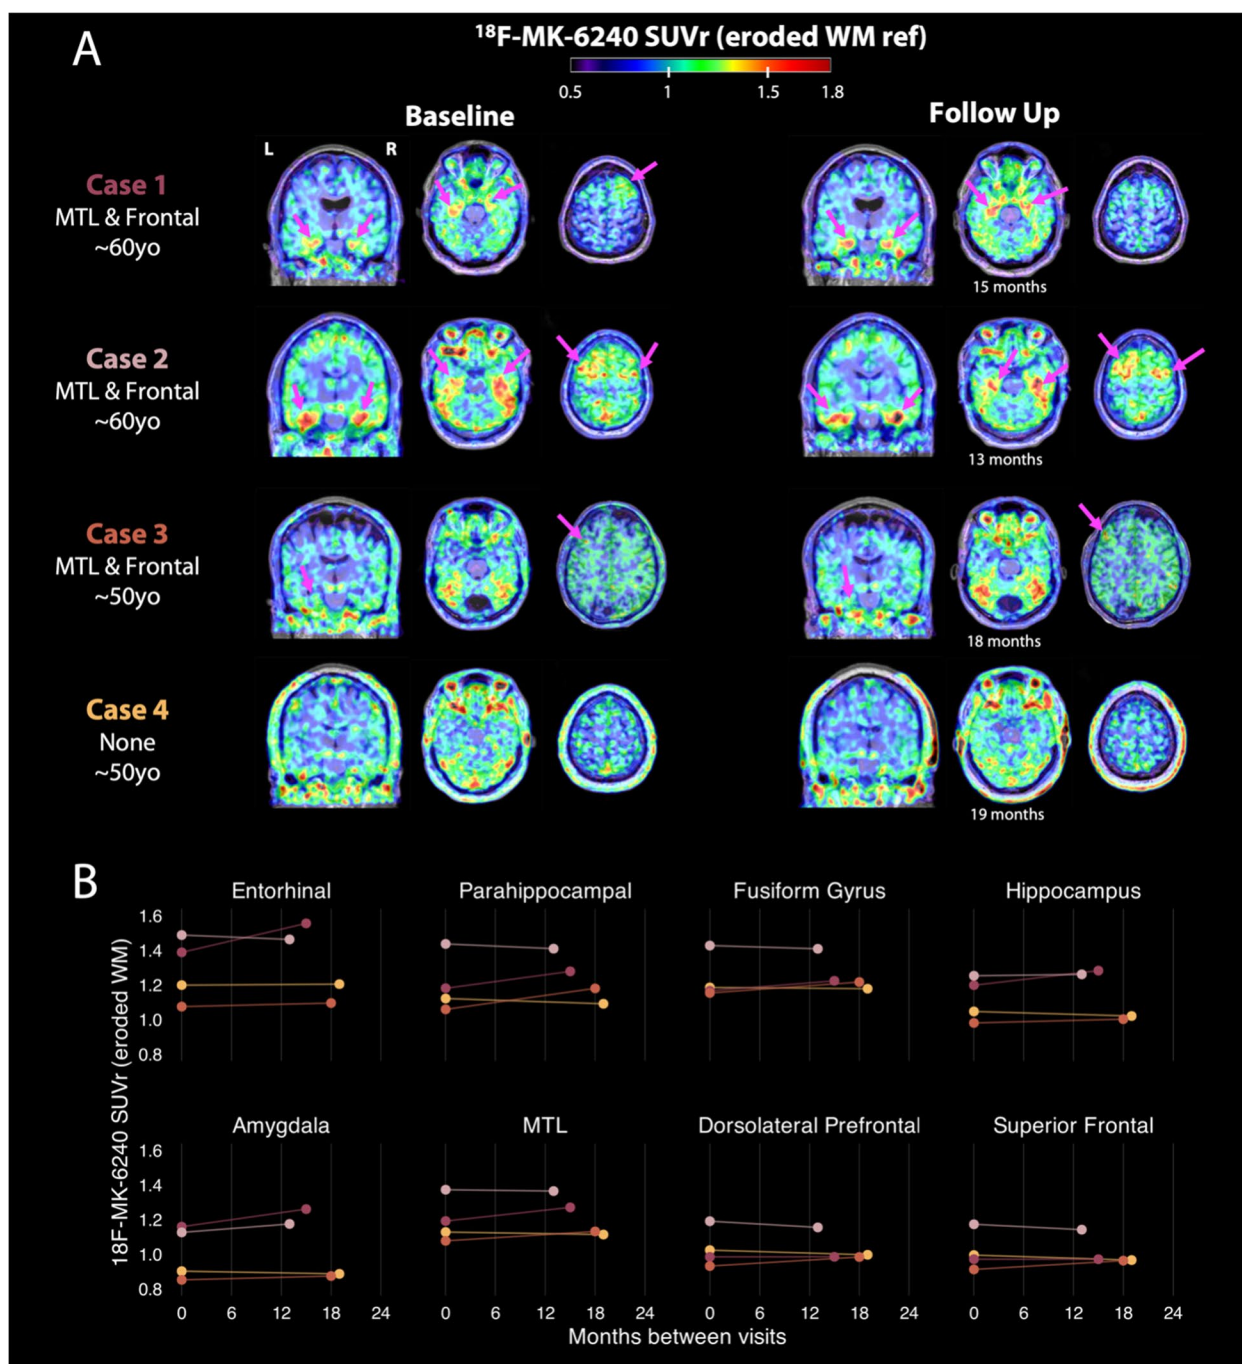 A
¹⁸F-MK-6240 SUVr (eroded WM ref)
0.5 1 1.5 1.8
Baseline
Follow Up
L R
Case 1
MTL & Frontal
~60yo
15 months
Case 2
MTL & Frontal
~60yo
13 months
Case 3
MTL & Frontal
~50yo
18 months
Case 4
None
~50yo
19 months
B
18F-MK-6240 SUVr (eroded WM)
Entorhinal Parahippocampal Fusiform Gyrus Hippocampus
1.6
1.4
1.2
1.0
0.8
Amygdala MTL Dorsolateral Prefrontal Superior Frontal
1.6
1.4
1.2
1.0
0.8
0 6 12 18 24 0 6 12 18 24 0 6 12 18 24 0 6 12 18 24
Months between visits